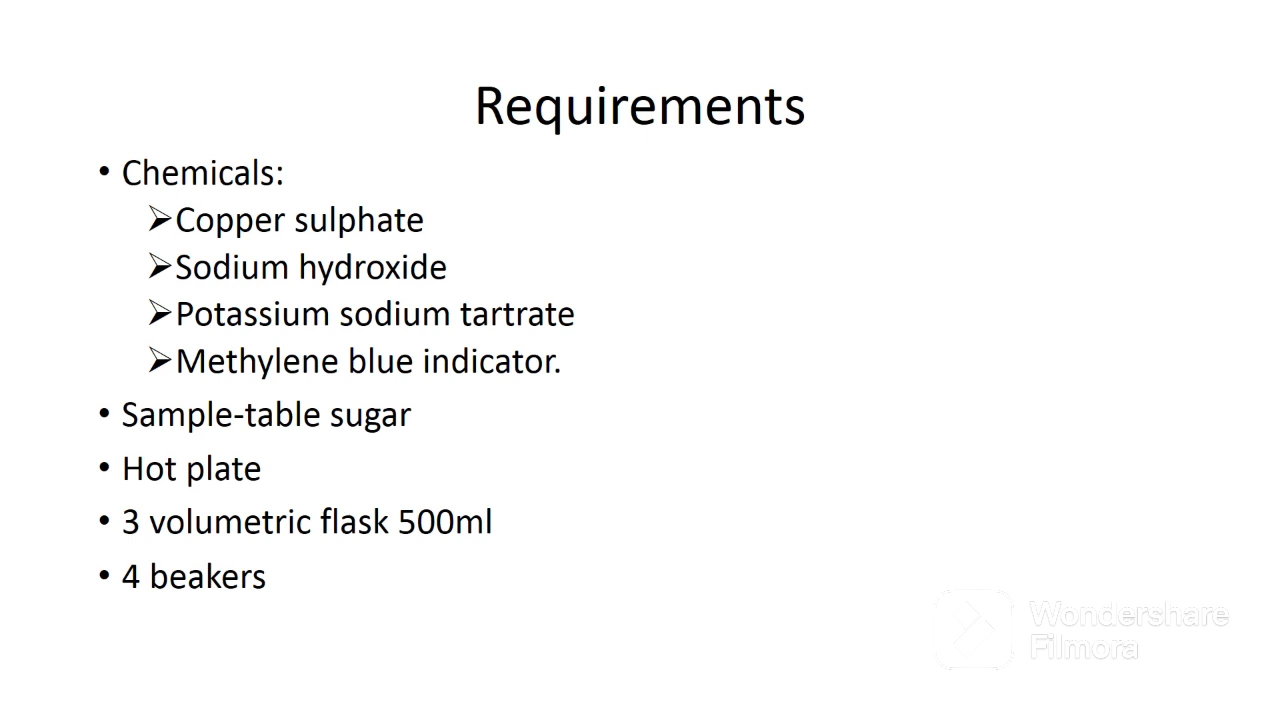 Requirements
• Chemicals:
➢Copper sulphate
➢Sodium hydroxide
➢Potassium sodium tartrate
➢Methylene blue indicator.
• Sample-table sugar
• Hot plate
• 3 volumetric flask 500ml
• 4 beakers
Wondershare
Filmora